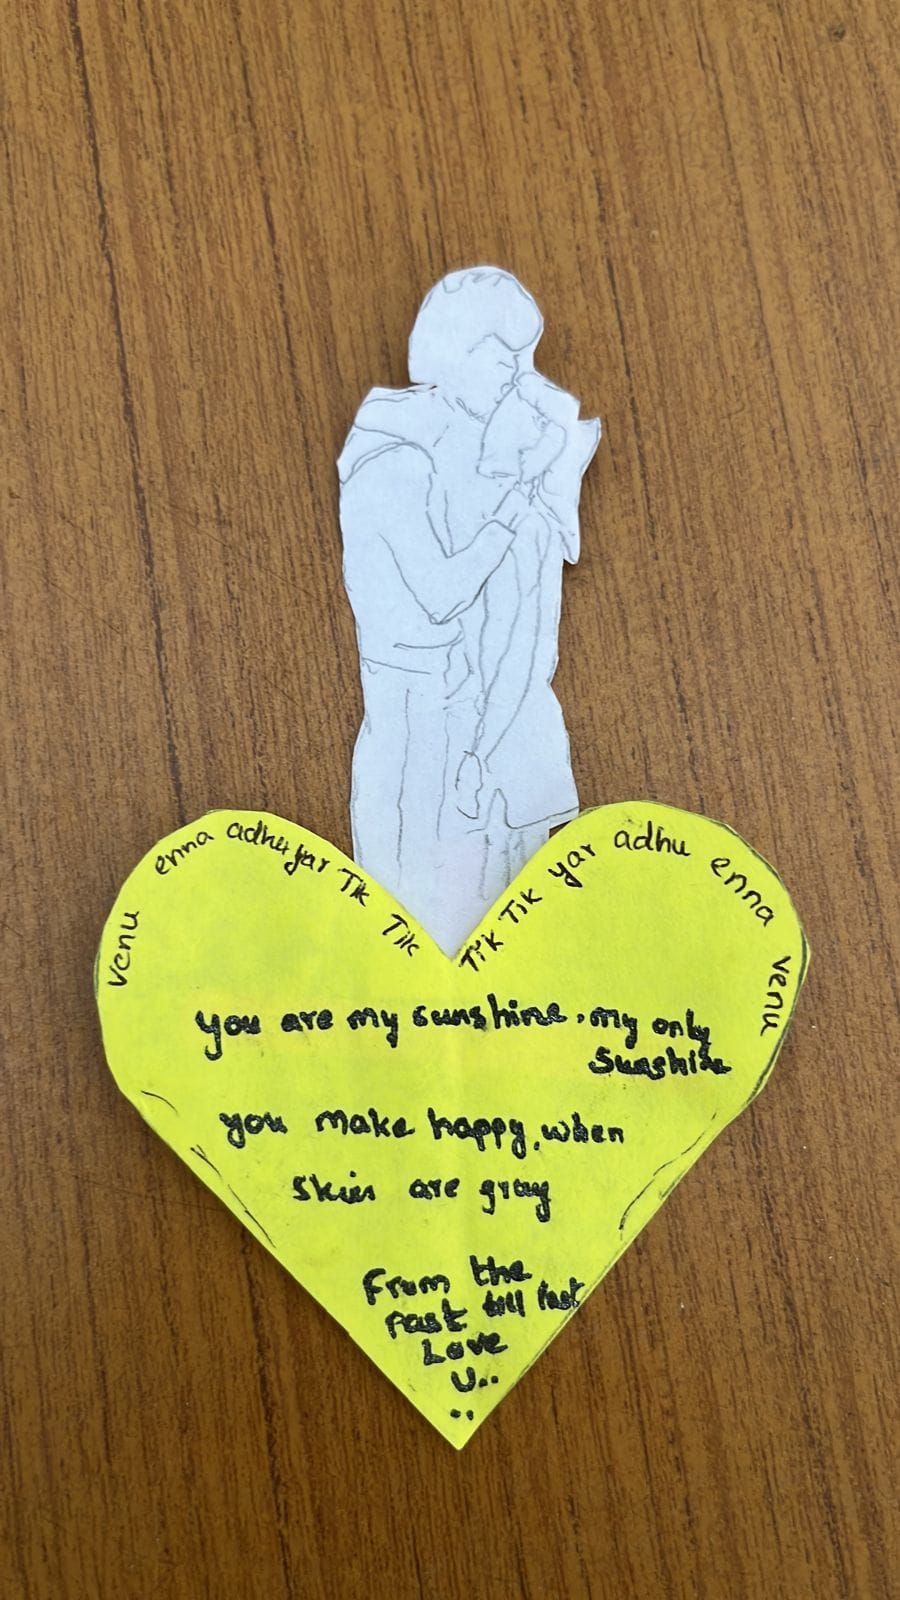 venu enna adhu yar Tik Tik
Tik Tik yar adhu enna venu
you are my sunshine, my only
Sunshine
you make happy, when
skies are gray
From the
past till last
Love
U..